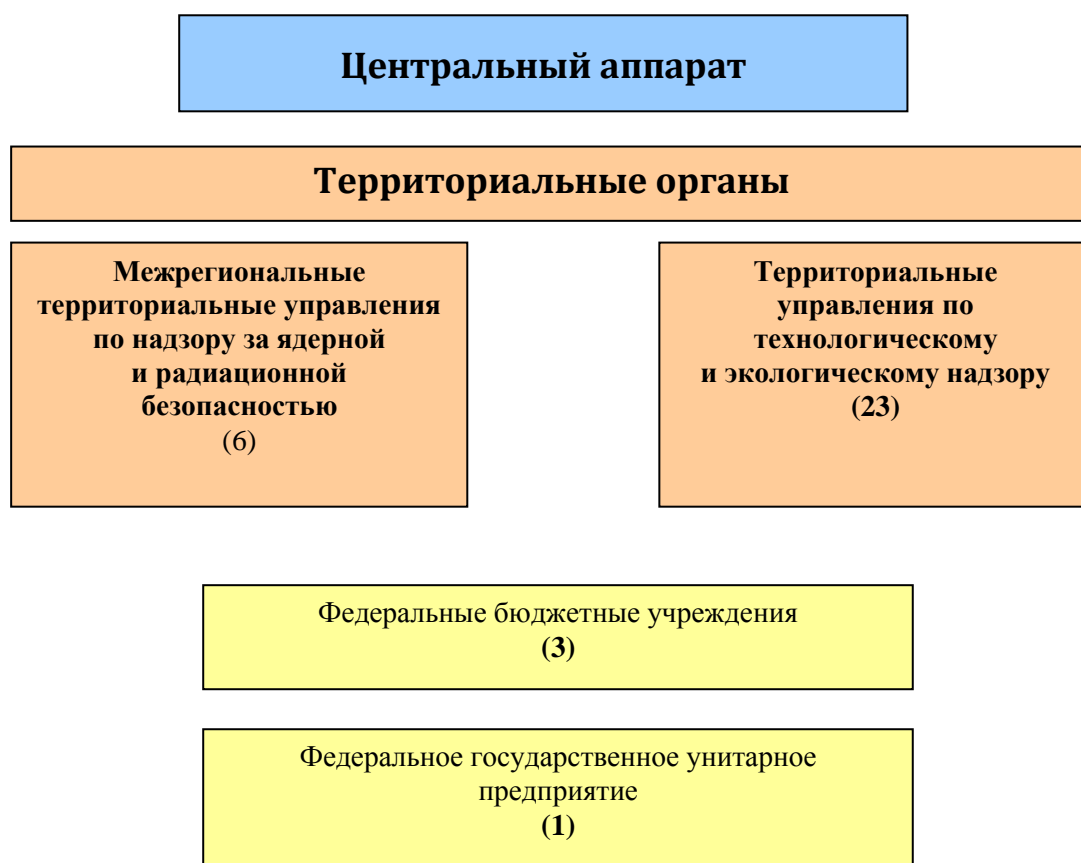 Центральный аппарат
Территориальные органы
Межрегиональные
территориальные управления
по надзору за ядерной
и радиационной
безопасностью
(6)
Территориальные
управления по
технологическому
и экологическому надзору
(23)
Федеральные бюджетные учреждения
(3)
Федеральное государственное унитарное
предприятие
(1)